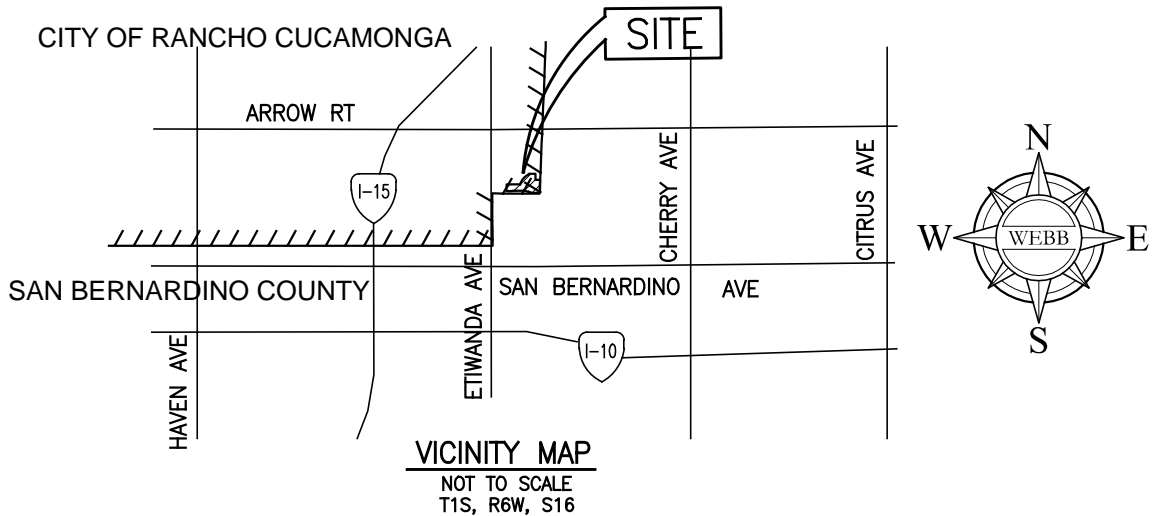 CITY OF RANCHO CUCAMONGA
SITE
ARROW RT
I-15
CHERRY AVE
CITRUS AVE
N
W
WEBB
E
S
SAN BERNARDINO COUNTY
ETIWANDA AVE
SAN BERNARDINO AVE
HAVEN AVE
I-10
VICINITY MAP
NOT TO SCALE
T1S, R6W, S16